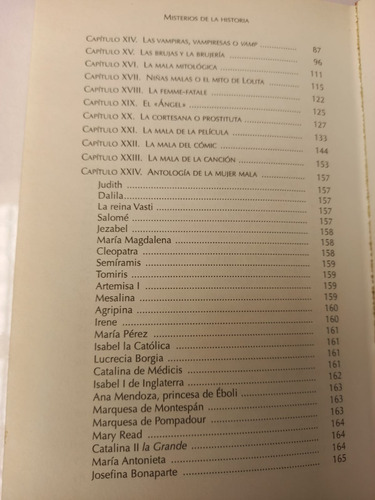 MISTERIOS DE LA HISTORIA
CAPÍTULO XIV. LAS VAMPIRAS, VAMPIRESAS O VAMP 87
CAPÍTULO XV. LAS BRUJAS Y LA BRUJERÍA 96
CAPÍTULO XVI. LA MALA MITOLÓGICA 111
CAPÍTULO XVII. NIÑAS MALAS O EL MITO DE LOLITA 115
CAPÍTULO XVIII. LA FEMME-FATALE 122
CAPÍTULO XIX. EL «ÁNGEL» 125
CAPÍTULO XX. LA CORTESANA O PROSTITUTA 127
CAPÍTULO XXI. LA MALA DE LA PELÍCULA 133
CAPÍTULO XXII. LA MALA DEL CÓMIC 144
CAPÍTULO XXIII. LA MALA DE LA CANCIÓN 153
CAPÍTULO XXIV. ANTOLOGÍA DE LA MUJER MALA 157
Judith 157
Dalila 157
La reina Vasti 157
Salomé 157
Jezabel 158
María Magdalena 158
Cleopatra 158
Semíramis 159
Tomiris 159
Artemisa I 159
Mesalina 159
Agripina 160
Irene 160
María Pérez 161
Isabel la Católica 161
Lucrecia Borgia 161
Catalina de Médicis 161
Isabel I de Inglaterra 162
Ana Mendoza, princesa de Éboli 163
Marquesa de Montespán 163
Marquesa de Pompadour 163
Mary Read 164
Catalina II la Grande 164
María Antonieta 164
Josefina Bonaparte 165